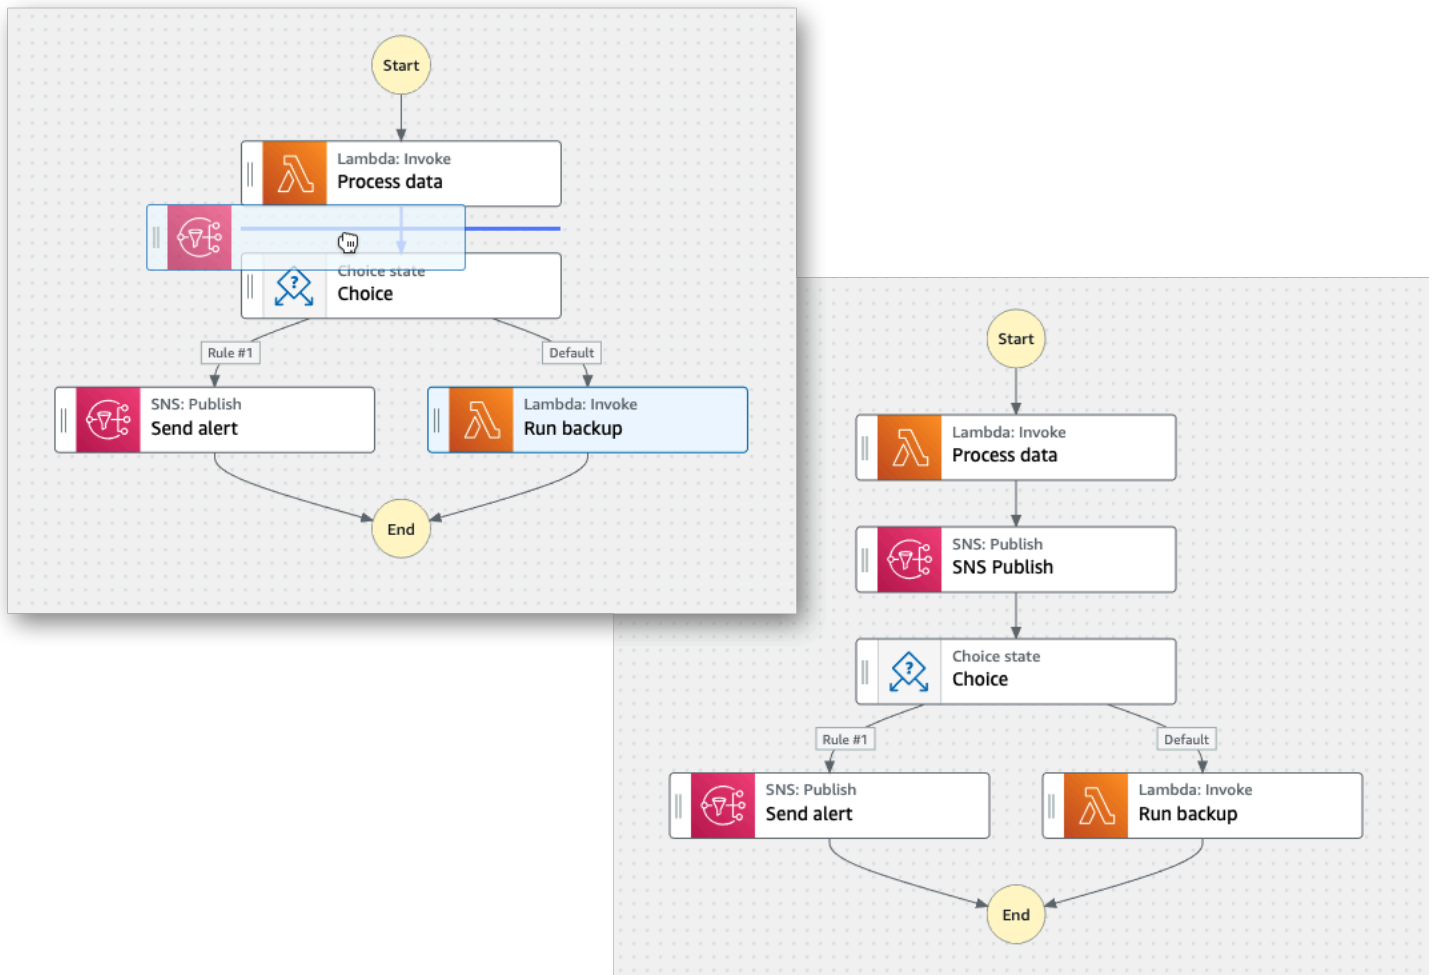 Start
Lambda: Invoke
Process data
Choice state
Choice
Rule #1
Default
SNS: Publish
Send alert
Lambda: Invoke
Run backup
End
Start
Lambda: Invoke
Process data
SNS: Publish
SNS Publish
Choice state
Choice
Rule #1
Default
SNS: Publish
Send alert
Lambda: Invoke
Run backup
End